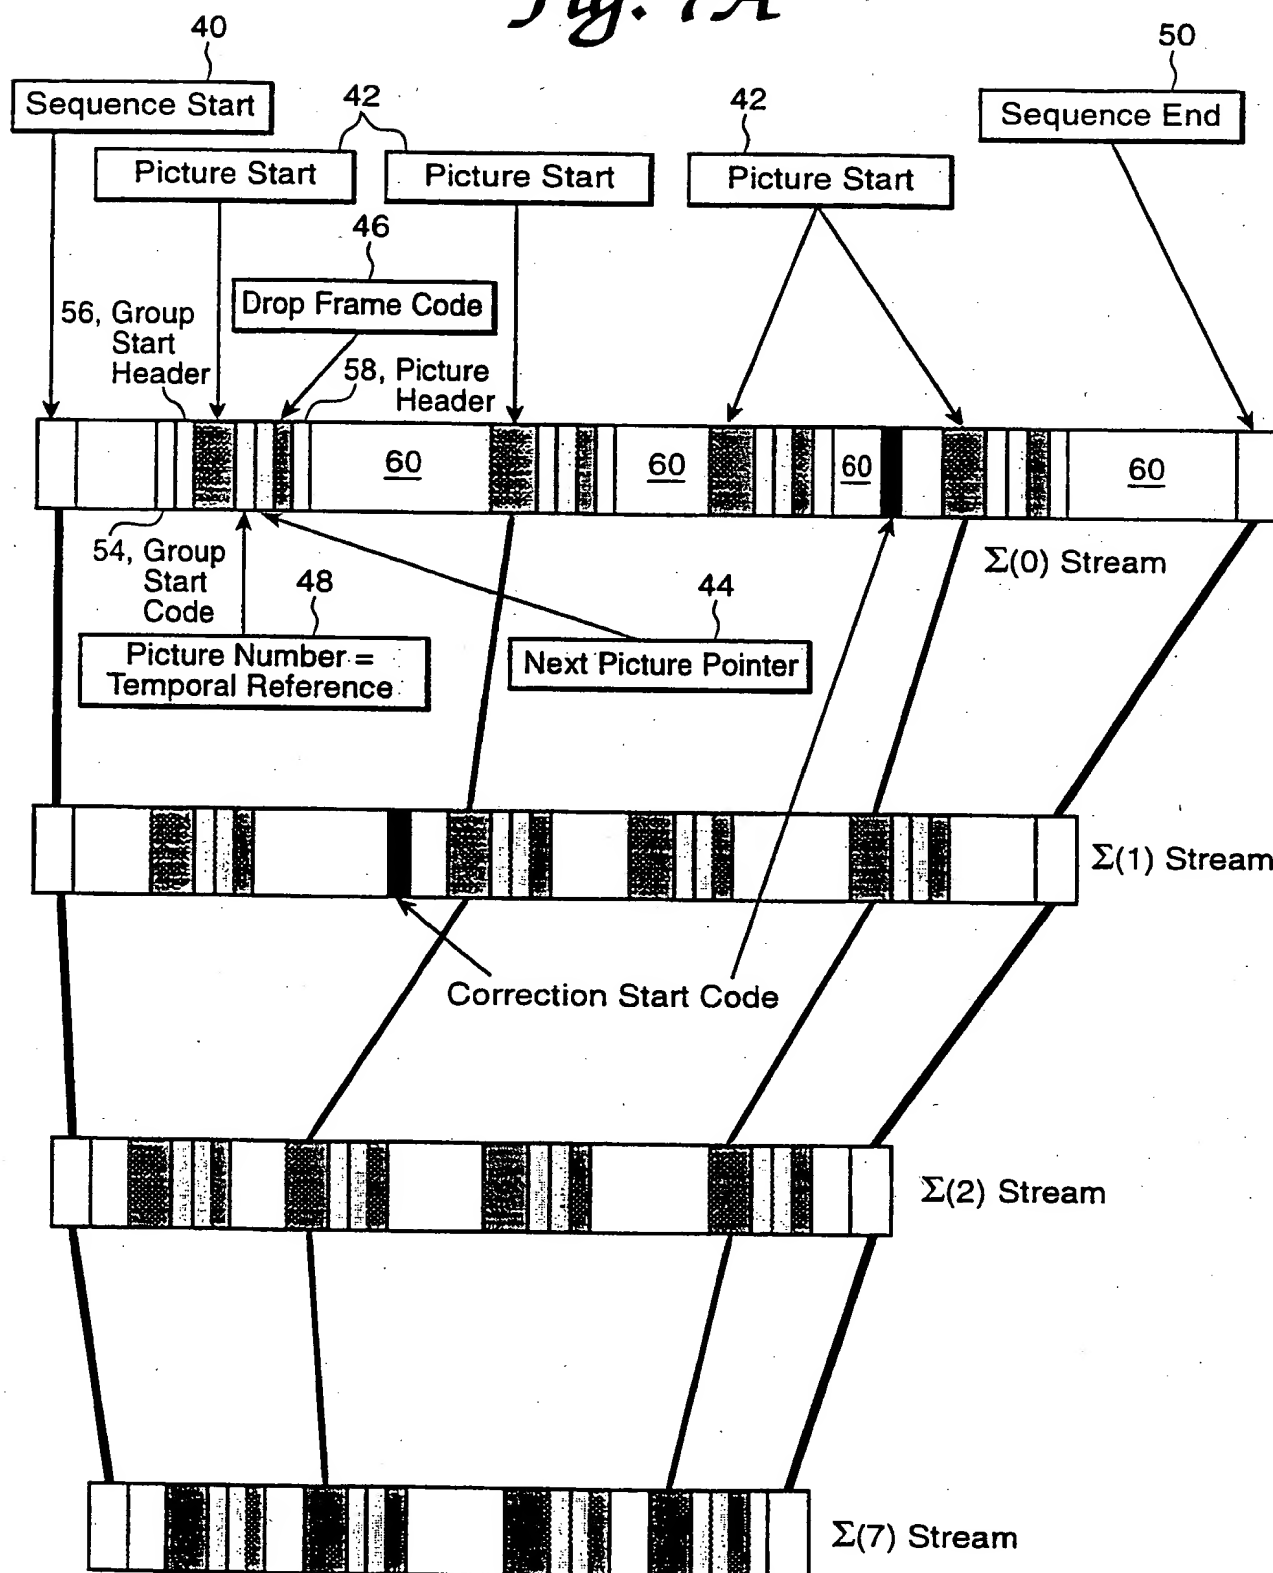 Fig. 7A
40
50
Sequence Start
42
42
Sequence End
Picture Start
Picture Start
Picture Start
46
Drop Frame Code
56, Group
Start
Header
58, Picture
Header
60
60
60
60
54, Group
Start
Code
48
44
Σ(0) Stream
Picture Number =
Temporal Reference
Next Picture Pointer
Σ(1) Stream
Correction Start Code
Σ(2) Stream
Σ(7) Stream